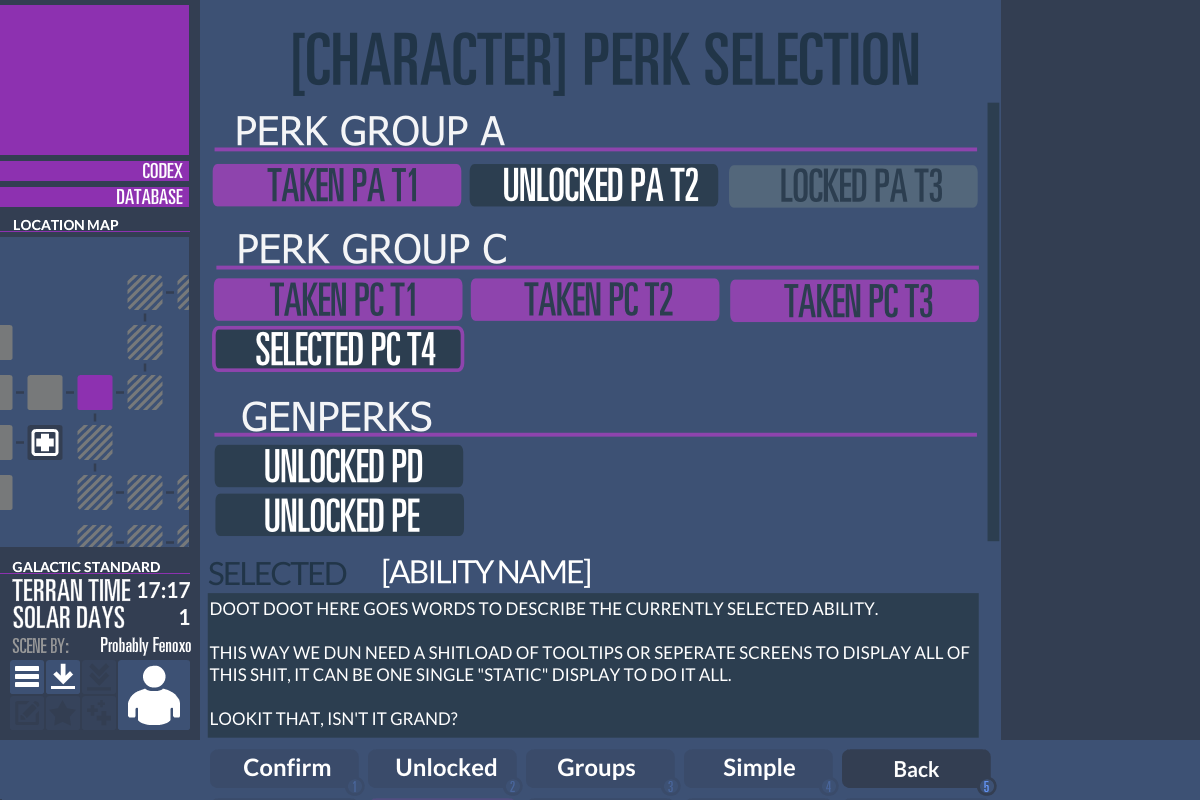 [CHARACTER] PERK SELECTION
CODEX
DATABASE
LOCATION MAP
PERK GROUP A
TAKEN PA T1
UNLOCKED PA T2
LOCKED PA T3
PERK GROUP C
TAKEN PC T1
TAKEN PC T2
TAKEN PC T3
SELECTED PC T4
GENPERKS
UNLOCKED PD
UNLOCKED PE
GALACTIC STANDARD
TERRAN TIME 17:17
SOLAR DAYS 1
SCENE BY: Probably Fenoxo
SELECTED [ABILITY NAME]
DOOT DOOT HERE GOES WORDS TO DESCRIBE THE CURRENTLY SELECTED ABILITY.
THIS WAY WE DUN NEED A SHITLOAD OF TOOLTIPS OR SEPERATE SCREENS TO DISPLAY ALL OF
THIS SHIT, IT CAN BE ONE SINGLE "STATIC" DISPLAY TO DO IT ALL.
LOOKIT THAT, ISN'T IT GRAND?
Confirm 1
Unlocked 2
Groups 3
Simple 4
Back 5